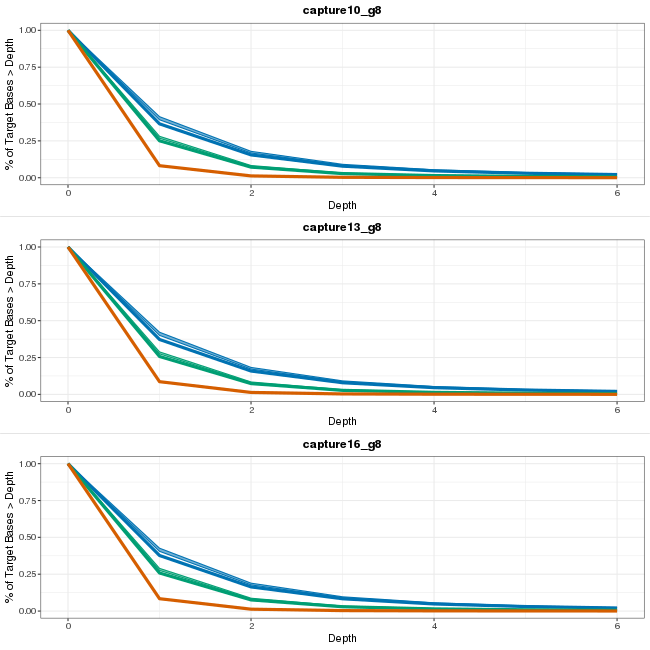 capture10_g8
% of Target Bases > Depth
1.00
0.75
0.50
0.25
0.00
0 2 4 6
Depth
capture13_g8
% of Target Bases > Depth
1.00
0.75
0.50
0.25
0.00
0 2 4 6
Depth
capture16_g8
% of Target Bases > Depth
1.00
0.75
0.50
0.25
0.00
0 2 4 6
Depth